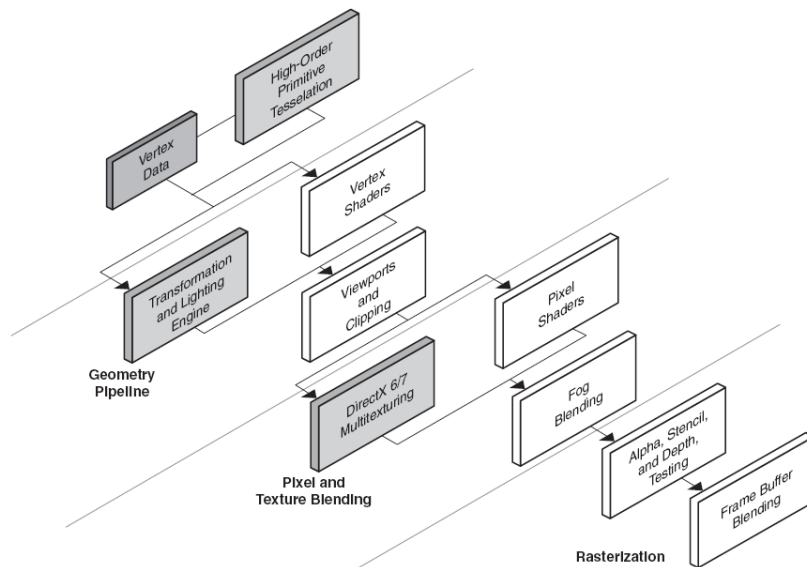 High-Order
Primitive
Tesselation
Vertex
Data
Vertex
Shaders
Transformation
and Lighting
Engine
Viewports
and
Clipping
Pixel
Shaders
Geometry
Pipeline
DirectX 6/7
Multitexturing
Fog
Blending
Alpha, Stencil,
and Depth,
Testing
Pixel and
Texture Blending
Frame Buffer
Blending
Rasterization